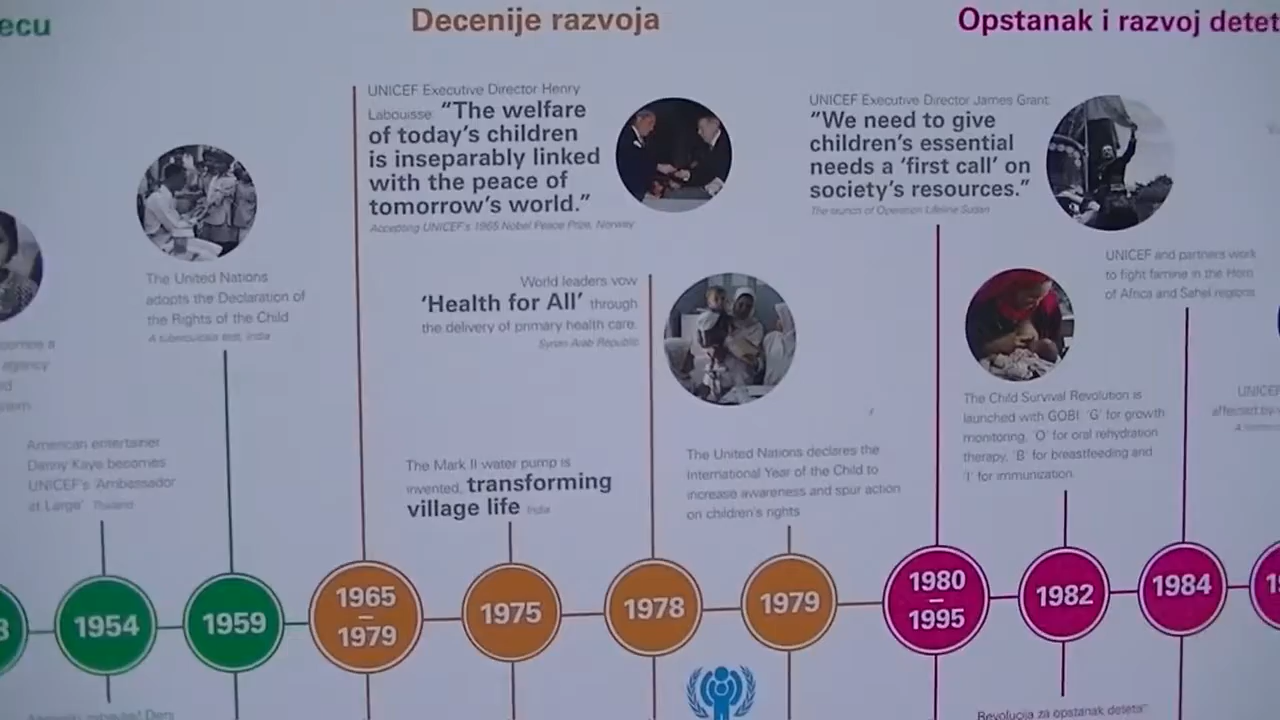 ecu
Decenije razvoja
Opstanak i razvoj detet
UNICEF Executive Director Henry
Labouisse: “The welfare
of today’s children
is inseparably linked
with the peace of
tomorrow’s world.”
Accepting UNICEF's 1965 Nobel Peace Prize, Norway
UNICEF Executive Director James Grant:
“We need to give
children’s essential
needs a ‘first call’ on
society’s resources.”
The launch of Operation Lifeline Sudan
The United Nations
adopts the Declaration of
the Rights of the Child
A tuberculosis test, India
World leaders vow
‘Health for All’ through
the delivery of primary health care.
Syrian Arab Republic
UNICEF and partners work
to fight famine in the Horn
of Africa and Sahel regions
agency
American entertainer
Danny Kaye becomes
UNICEF's 'Ambassador
at Large' Thailand
The Mark II water pump is
invented, transforming
village life India
The United Nations declares the
International Year of the Child to
increase awareness and spur action
on children's rights
The Child Survival Revolution is
launched with GOBI: 'G' for growth
monitoring, 'O' for oral rehydration
therapy, 'B' for breastfeeding and
'I' for immunization.
UNICEF
affected by
3
1954
1959
1965
–
1979
1975
1978
1979
1980
–
1995
1982
1984
Revolucija za opstanak deteta”